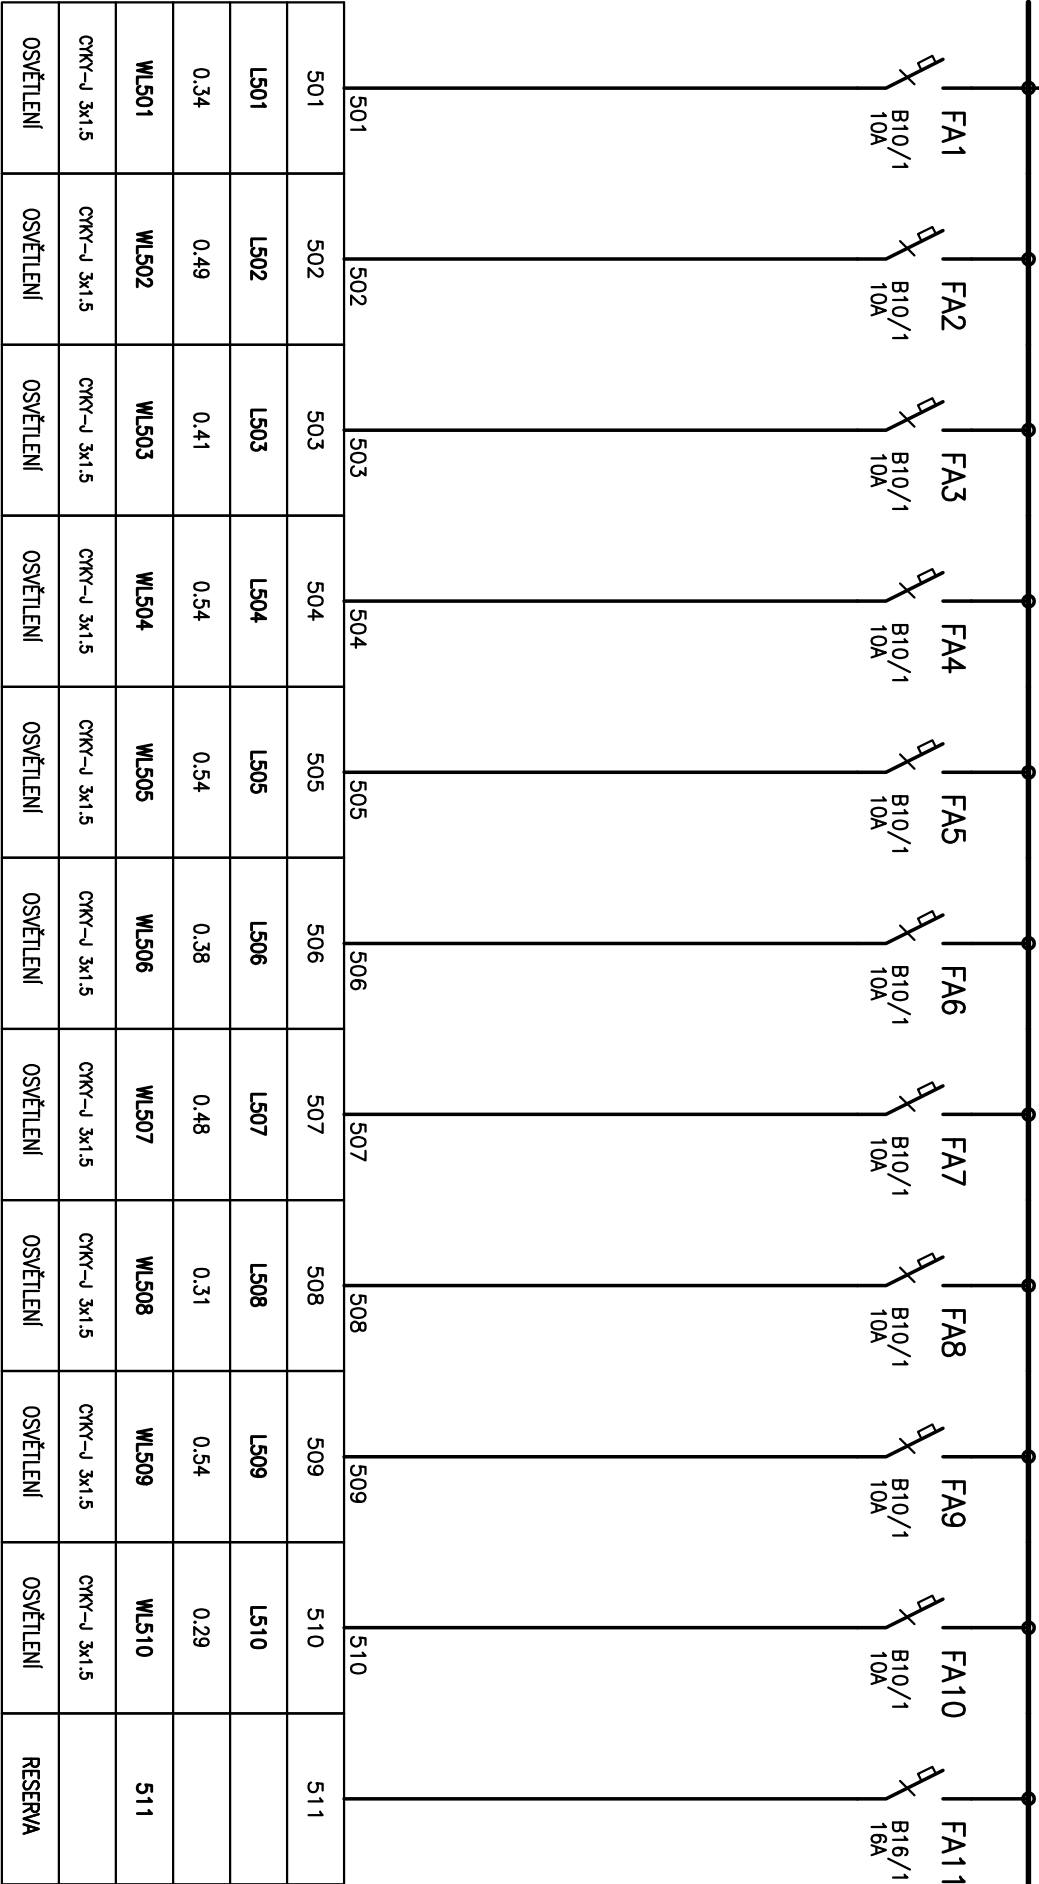 FA1
B10/1
10A
FA2
B10/1
10A
FA3
B10/1
10A
FA4
B10/1
10A
FA5
B10/1
10A
FA6
B10/1
10A
FA7
B10/1
10A
FA8
B10/1
10A
FA9
B10/1
10A
FA10
B10/1
10A
FA11
B16/1
16A
501
502
503
504
505
506
507
508
509
510
501
502
503
504
505
506
507
508
509
510
511
L501
L502
L503
L504
L505
L506
L507
L508
L509
L510
0.34
0.49
0.41
0.54
0.54
0.38
0.48
0.31
0.54
0.29
WL501
WL502
WL503
WL504
WL505
WL506
WL507
WL508
WL509
WL510
511
CYKY-J 3x1.5
CYKY-J 3x1.5
CYKY-J 3x1.5
CYKY-J 3x1.5
CYKY-J 3x1.5
CYKY-J 3x1.5
CYKY-J 3x1.5
CYKY-J 3x1.5
CYKY-J 3x1.5
CYKY-J 3x1.5
OSVĚTLENÍ
OSVĚTLENÍ
OSVĚTLENÍ
OSVĚTLENÍ
OSVĚTLENÍ
OSVĚTLENÍ
OSVĚTLENÍ
OSVĚTLENÍ
OSVĚTLENÍ
OSVĚTLENÍ
RESERVA